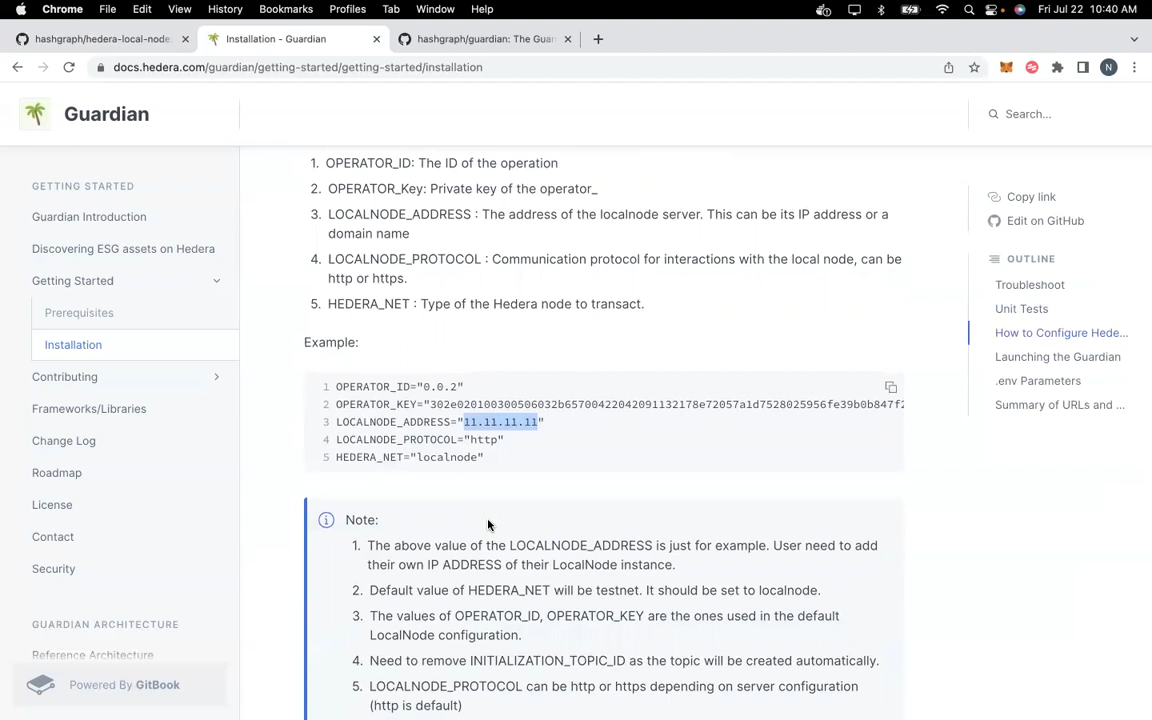 Chrome File Edit View History Bookmarks Profiles Tab Window Help Fri Jul 22 10:40 AM
hashgraph/hedera-local-node: Installation - Guardian hashgraph/guardian: The Guar
docs.hedera.com/guardian/getting-started/getting-started/installation N
Guardian Search...
GETTING STARTED
Guardian Introduction
Discovering ESG assets on Hedera
Getting Started
Prerequisites
Installation
Contributing
Frameworks/Libraries
Change Log
Roadmap
License
Contact
Security
GUARDIAN ARCHITECTURE
Reference Architecture
Powered By GitBook
1. OPERATOR_ID: The ID of the operation
2. OPERATOR_Key: Private key of the operator_
3. LOCALNODE_ADDRESS : The address of the localnode server. This can be its IP address or a
domain name
4. LOCALNODE_PROTOCOL : Communication protocol for interactions with the local node, can be
http or https.
5. HEDERA_NET : Type of the Hedera node to transact.
Example:
1 OPERATOR_ID="0.0.2"
2 OPERATOR_KEY="302e020100300506032b65700422042091132178e72057a1d7528025956fe39b0b847f2
3 LOCALNODE_ADDRESS="11.11.11.11"
4 LOCALNODE_PROTOCOL="http"
5 HEDERA_NET="localnode"
Note:
1. The above value of the LOCALNODE_ADDRESS is just for example. User need to add
their own IP ADDRESS of their LocalNode instance.
2. Default value of HEDERA_NET will be testnet. It should be set to localnode.
3. The values of OPERATOR_ID, OPERATOR_KEY are the ones used in the default
LocalNode configuration.
4. Need to remove INITIALIZATION_TOPIC_ID as the topic will be created automatically.
5. LOCALNODE_PROTOCOL can be http or https depending on server configuration
(http is default)
Copy link
Edit on GitHub
OUTLINE
Troubleshoot
Unit Tests
How to Configure Hede...
Launching the Guardian
.env Parameters
Summary of URLs and ...